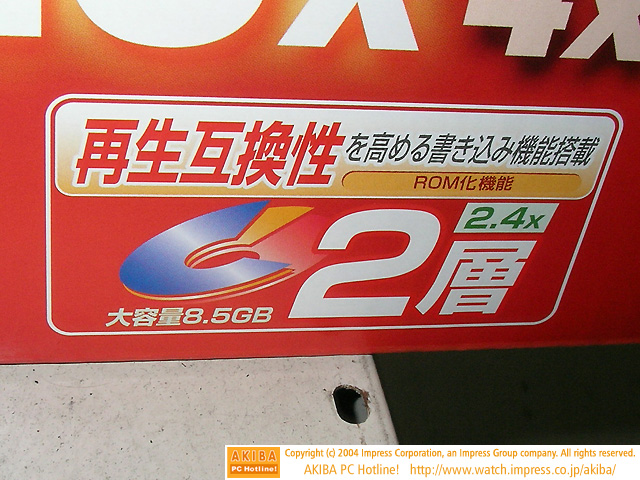 4x
再生互換性を高める書き込み機能搭載
ROM化機能
2.4x
2層
大容量8.5GB
AKIBA PC Hotline!
Copyright (c) 2004 Impress Corporation, an Impress Group company. All rights reserved.
AKIBA PC Hotline! http://www.watch.impress.co.jp/akiba/